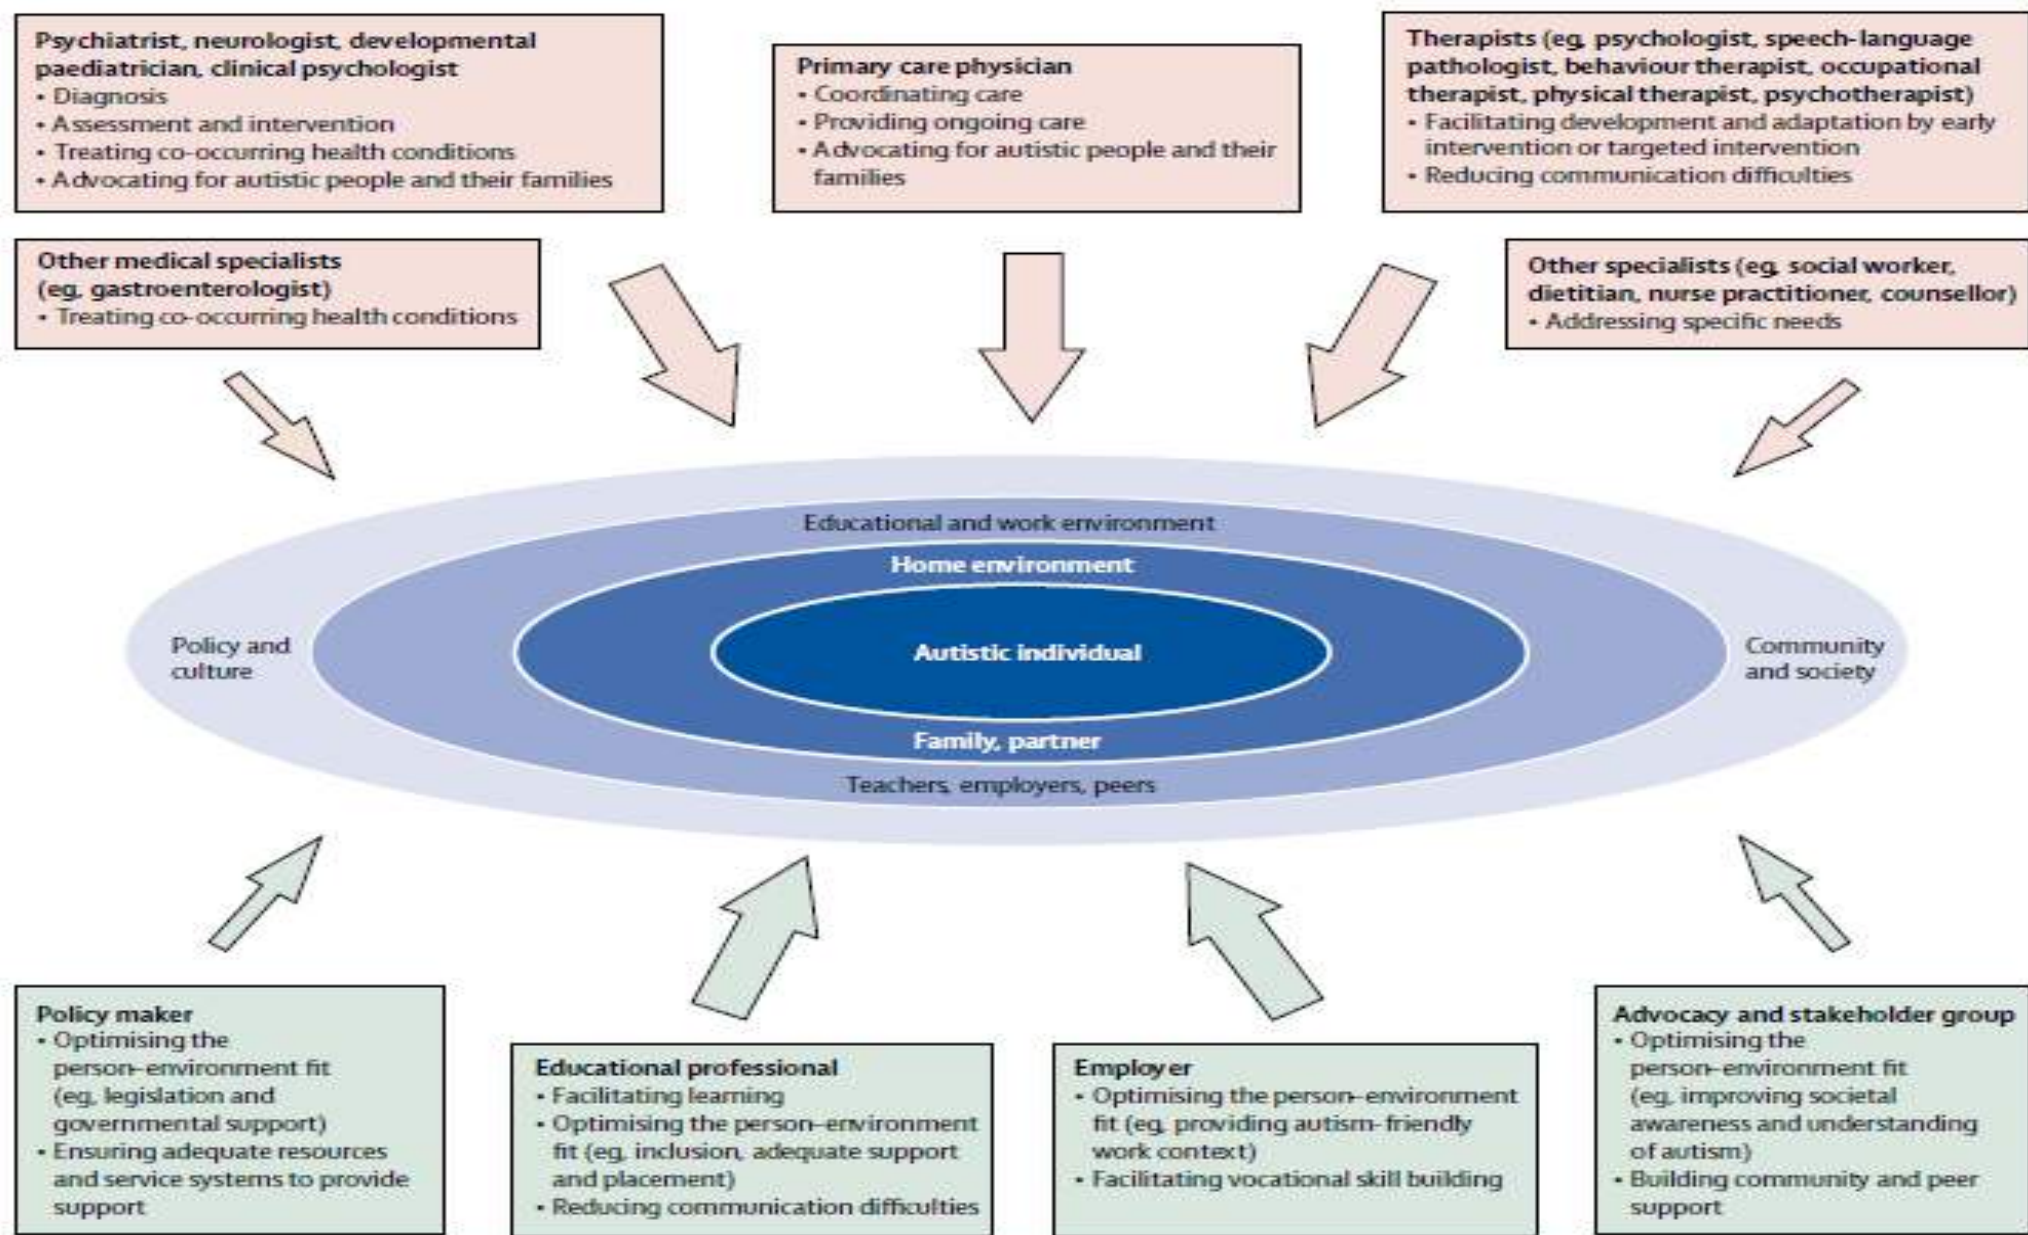 Psychiatrist, neurologist, developmental
paediatrician, clinical psychologist
• Diagnosis
• Assessment and intervention
• Treating co-occurring health conditions
• Advocating for autistic people and their families
Primary care physician
• Coordinating care
• Providing ongoing care
• Advocating for autistic people and their
families
Therapists (eg, psychologist, speech-language
pathologist, behaviour therapist, occupational
therapist, physical therapist, psychotherapist)
• Facilitating development and adaptation by early
intervention or targeted intervention
• Reducing communication difficulties
Other medical specialists
(eg, gastroenterologist)
• Treating co-occurring health conditions
Other specialists (eg, social worker,
dietitian, nurse practitioner, counsellor)
• Addressing specific needs
Educational and work environment
Home environment
Policy and
culture
Autistic individual
Community
and society
Family, partner
Teachers, employers, peers
Policy maker
• Optimising the
person–environment fit
(eg, legislation and
governmental support)
• Ensuring adequate resources
and service systems to provide
support
Educational professional
• Facilitating learning
• Optimising the person–environment
fit (eg, inclusion, adequate support
and placement)
• Reducing communication difficulties
Employer
• Optimising the person–environment
fit (eg, providing autism-friendly
work context)
• Facilitating vocational skill building
Advocacy and stakeholder group
• Optimising the
person–environment fit
(eg, improving societal
awareness and understanding
of autism)
• Building community and peer
support